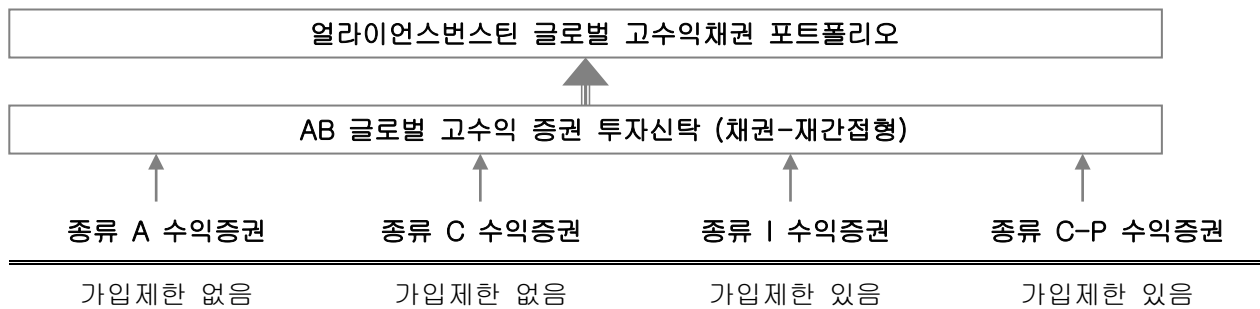 얼라이언스번스틴 글로벌 고수익채권 포트폴리오
AB 글로벌 고수익 증권 투자신탁 (채권-재간접형)
종류 A 수익증권 종류 C 수익증권 종류 I 수익증권 종류 C-P 수익증권
가입제한 없음 가입제한 없음 가입제한 있음 가입제한 있음